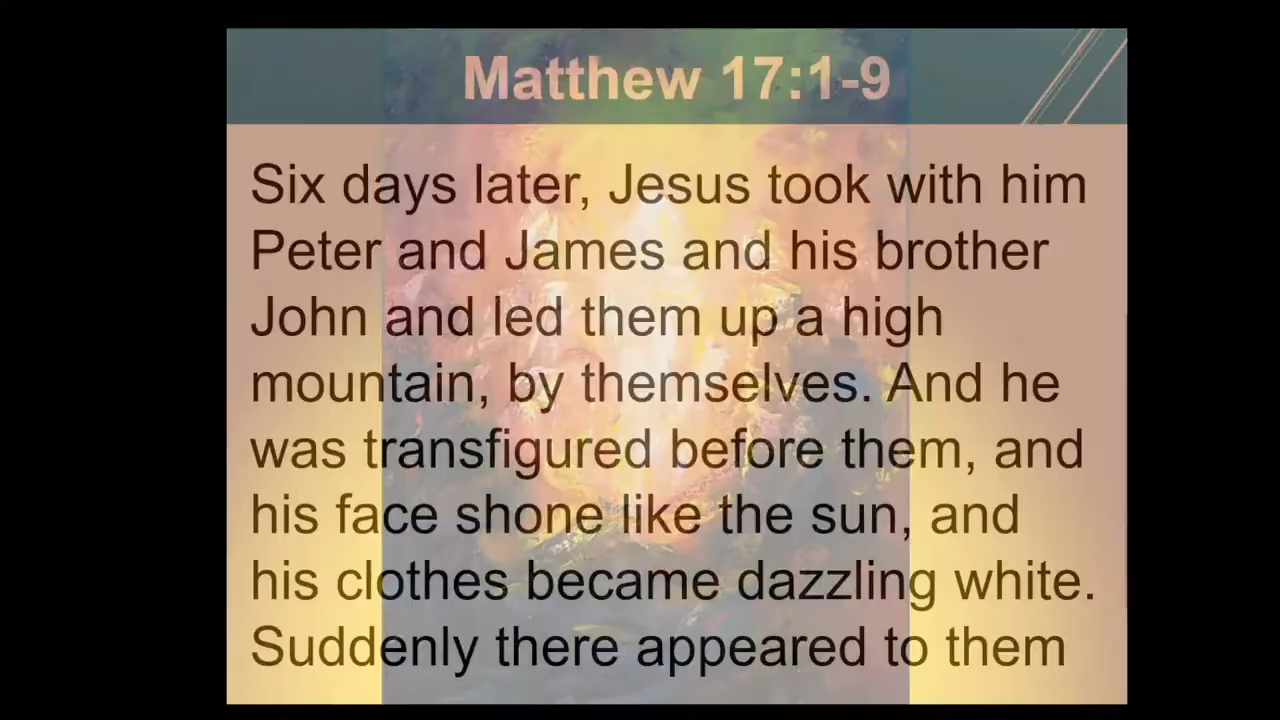 Matthew 17:1-9
Six days later, Jesus took with him
Peter and James and his brother
John and led them up a high
mountain, by themselves. And he
was transfigured before them, and
his face shone like the sun, and
his clothes became dazzling white.
Suddenly there appeared to them